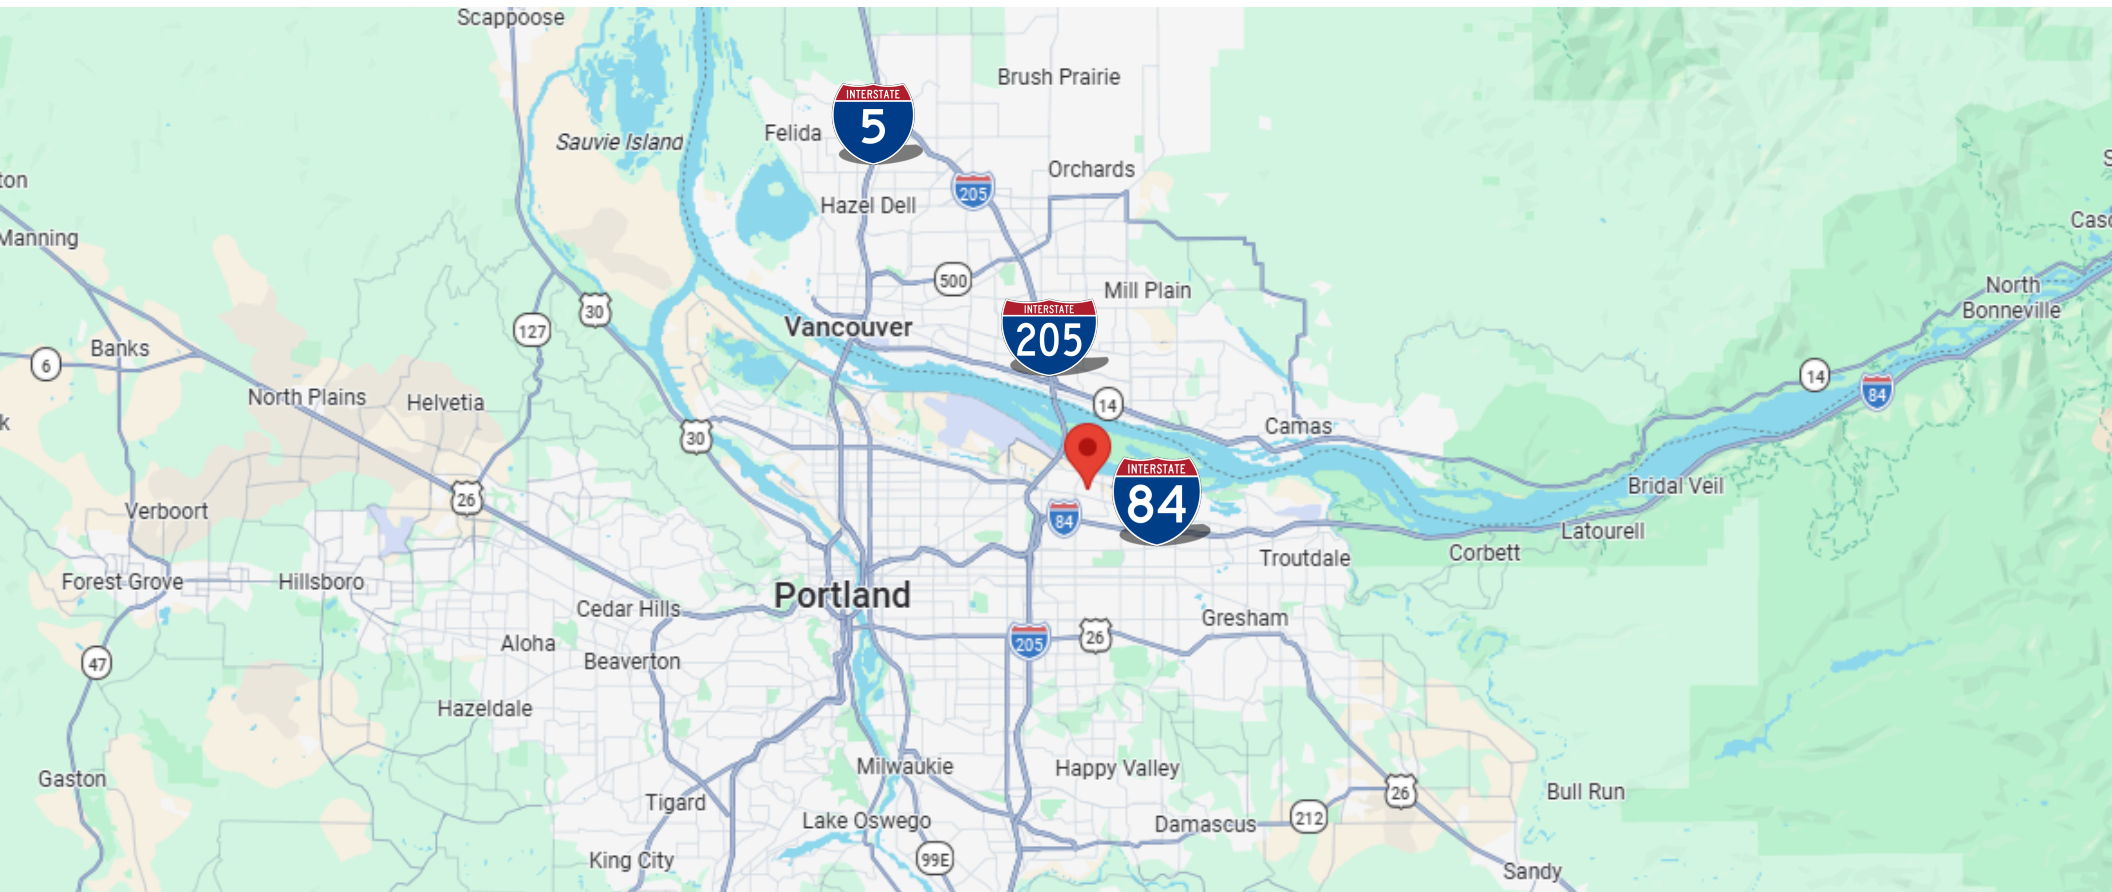 Scappoose
Brush Prairie
INTERSTATE
5
Felida
Sauvie Island
Orchards
ton
205
Hazel Dell
Casc
Manning
500
Mill Plain
North
Bonneville
30
INTERSTATE
205
127
Vancouver
Banks
6
14
84
North Plains
Helvetia
14
k
Camas
30
INTERSTATE
84
26
Bridal Veil
Verboort
84
Latourell
Corbett
Troutdale
Forest Grove
Hillsboro
Portland
Cedar Hills
Gresham
26
205
Aloha
Beaverton
47
Hazeldale
Milwaukie
Happy Valley
Gaston
26
Bull Run
Tigard
Lake Oswego
Damascus
212
King City
99E
Sandy